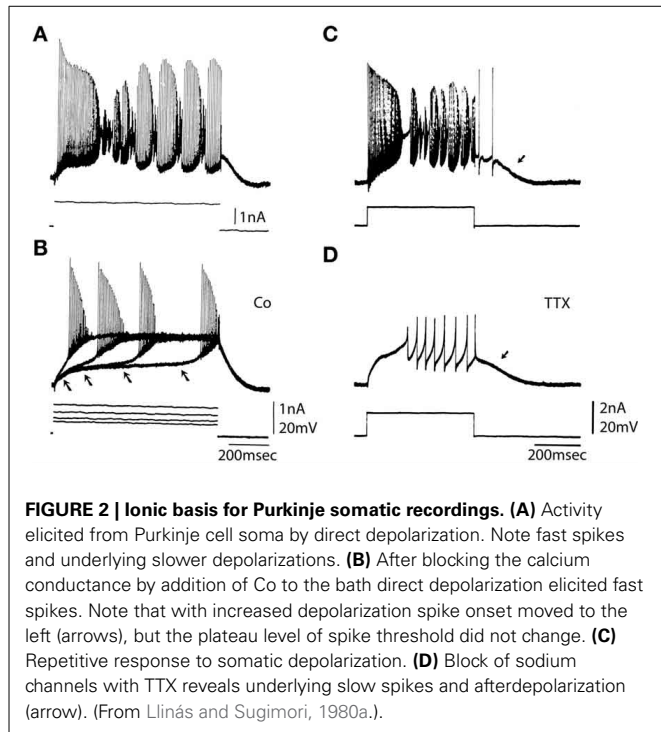 A
C
1nA
B
Co
D
TTX
1nA
20mV
200msec
2nA
20mV
200msec
FIGURE 2 | Ionic basis for Purkinje somatic recordings. (A) Activity
elicited from Purkinje cell soma by direct depolarization. Note fast spikes
and underlying slower depolarizations. (B) After blocking the calcium
conductance by addition of Co to the bath direct depolarization elicited fast
spikes. Note that with increased depolarization spike onset moved to the
left (arrows), but the plateau level of spike threshold did not change. (C)
Repetitive response to somatic depolarization. (D) Block of sodium
channels with TTX reveals underlying slow spikes and afterdepolarization
(arrow). (From Llinás and Sugimori, 1980a.).